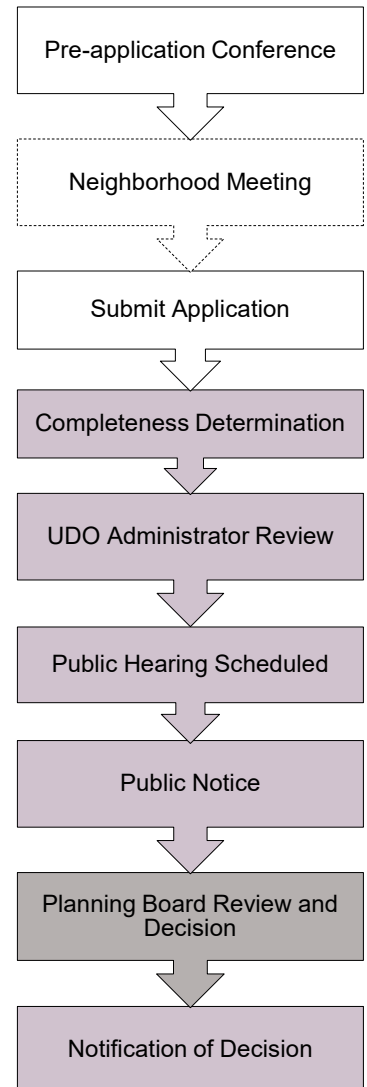 Pre-application Conference
Neighborhood Meeting
Submit Application
Completeness Determination
UDO Administrator Review
Public Hearing Scheduled
Public Notice
Planning Board Review and
Decision
Notification of Decision